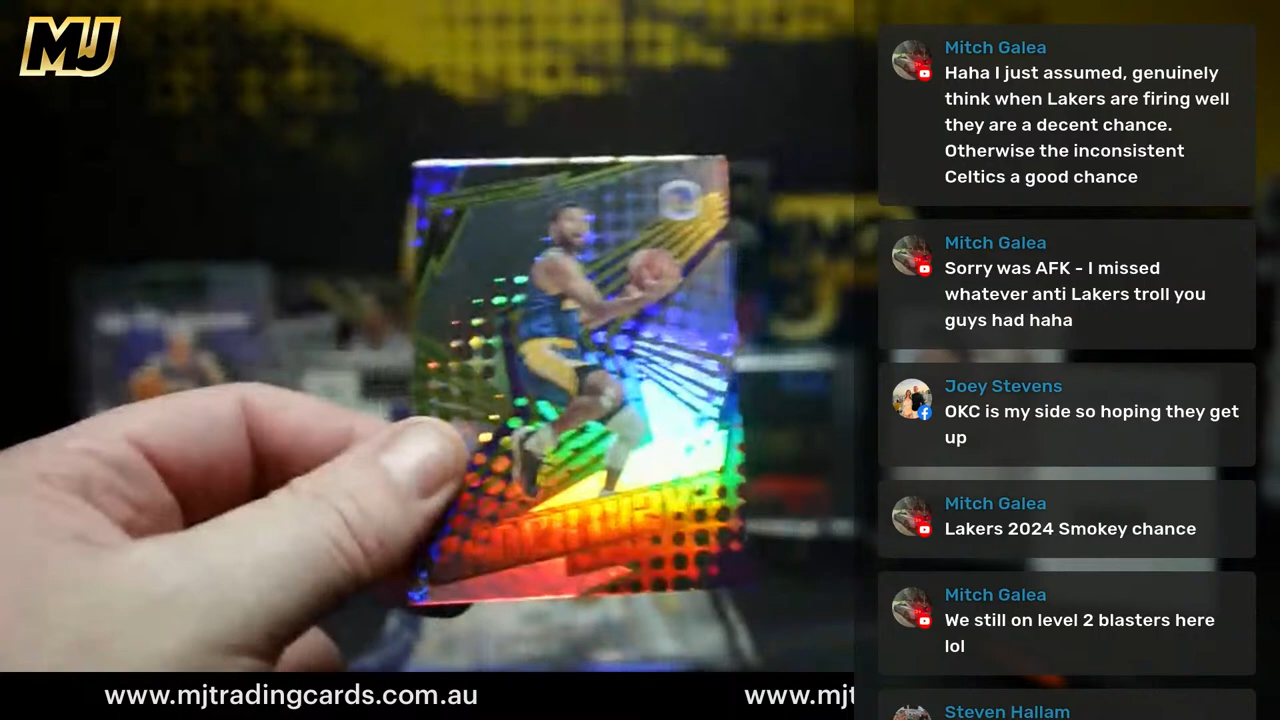 MJ
Mitch Galea
Haha I just assumed, genuinely
think when Lakers are firing well
they are a decent chance.
Otherwise the inconsistent
Celtics a good chance
Mitch Galea
Sorry was AFK - I missed
whatever anti Lakers troll you
guys had haha
Joey Stevens
OKC is my side so hoping they get
up
Mitch Galea
Lakers 2024 Smokey chance
Mitch Galea
We still on level 2 blasters here
lol
Steven Hallam
www.mjtradingcards.com.au
www.mjt